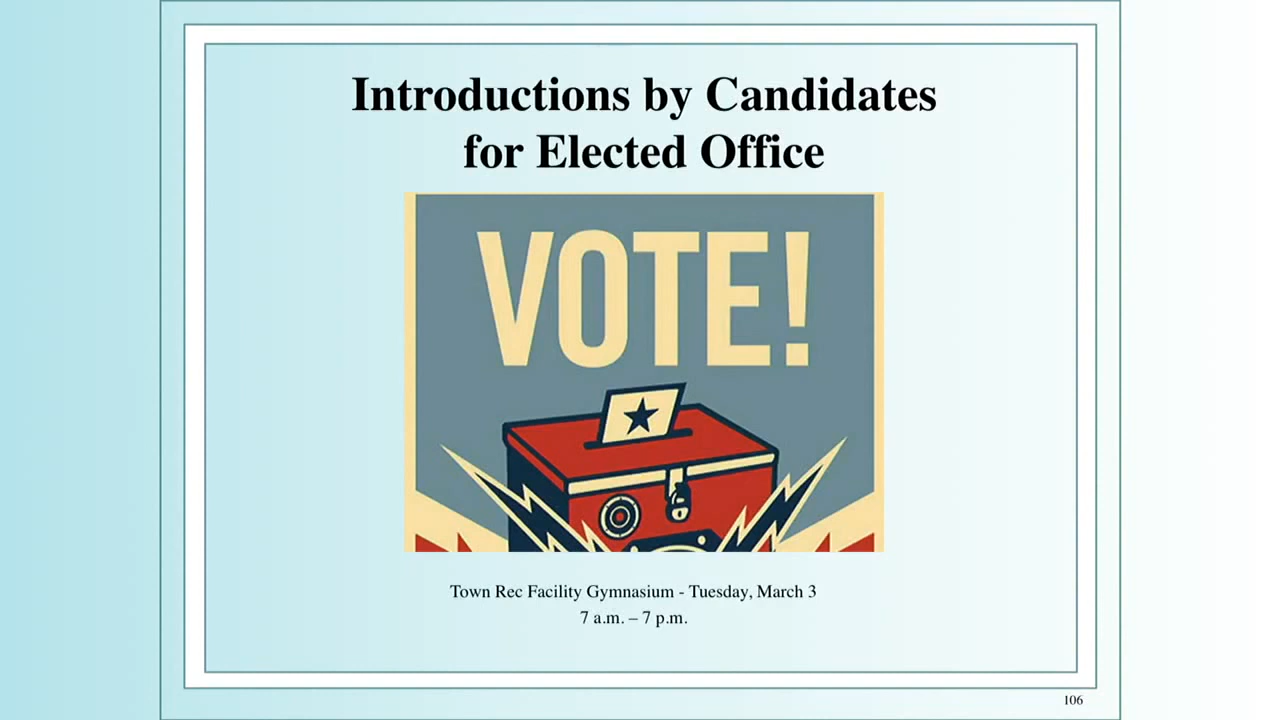 Introductions by Candidates
for Elected Office
VOTE!
Town Rec Facility Gymnasium - Tuesday, March 3
7 a.m. – 7 p.m.
106